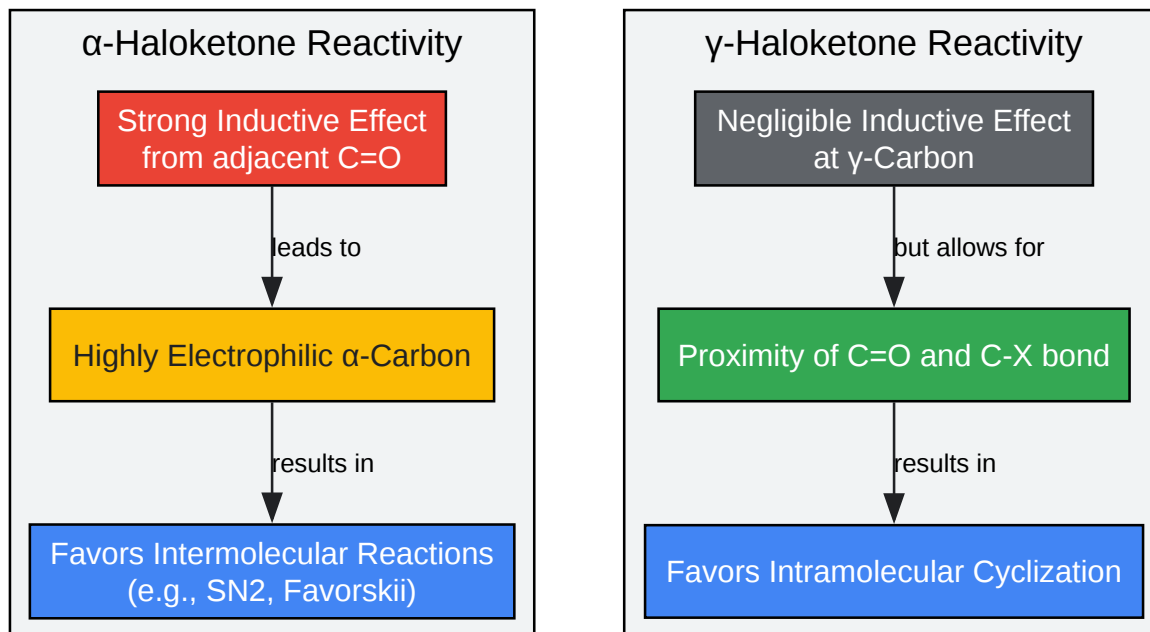 α-Haloketone Reactivity
Strong Inductive Effect
from adjacent C=O
leads to
Highly Electrophilic α-Carbon
results in
Favors Intermolecular Reactions
(e.g., SN2, Favorskii)
γ-Haloketone Reactivity
Negligible Inductive Effect
at γ-Carbon
but allows for
Proximity of C=O and C-X bond
results in
Favors Intramolecular Cyclization